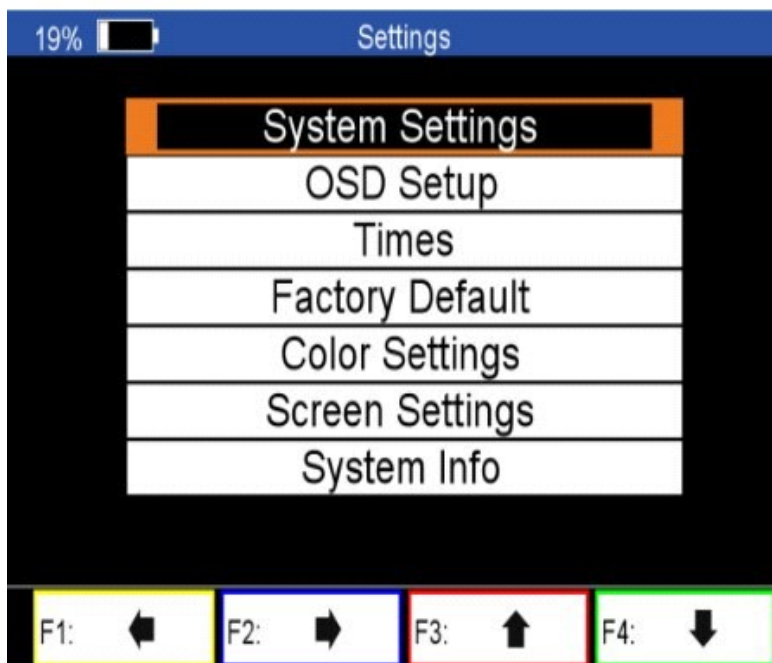 19% Settings
System Settings
OSD Setup
Times
Factory Default
Color Settings
Screen Settings
System Info
F1: F2: F3: F4: